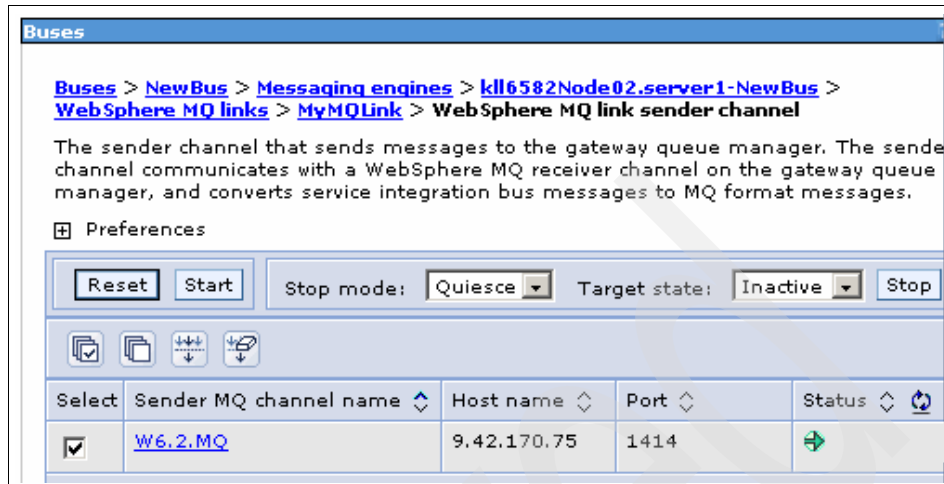 Buses
Buses > NewBus > Messaging engines > kll6582Node02.server1-NewBus >
WebSphere MQ links > MyMQLink > WebSphere MQ link sender channel
The sender channel that sends messages to the gateway queue manager. The sende
channel communicates with a WebSphere MQ receiver channel on the gateway queue
manager, and converts service integration bus messages to MQ format messages.
Preferences
Reset Start Stop mode: Quiesce Target state: Inactive Stop
Select Sender MQ channel name Host name Port Status
W6.2.MQ 9.42.170.75 1414